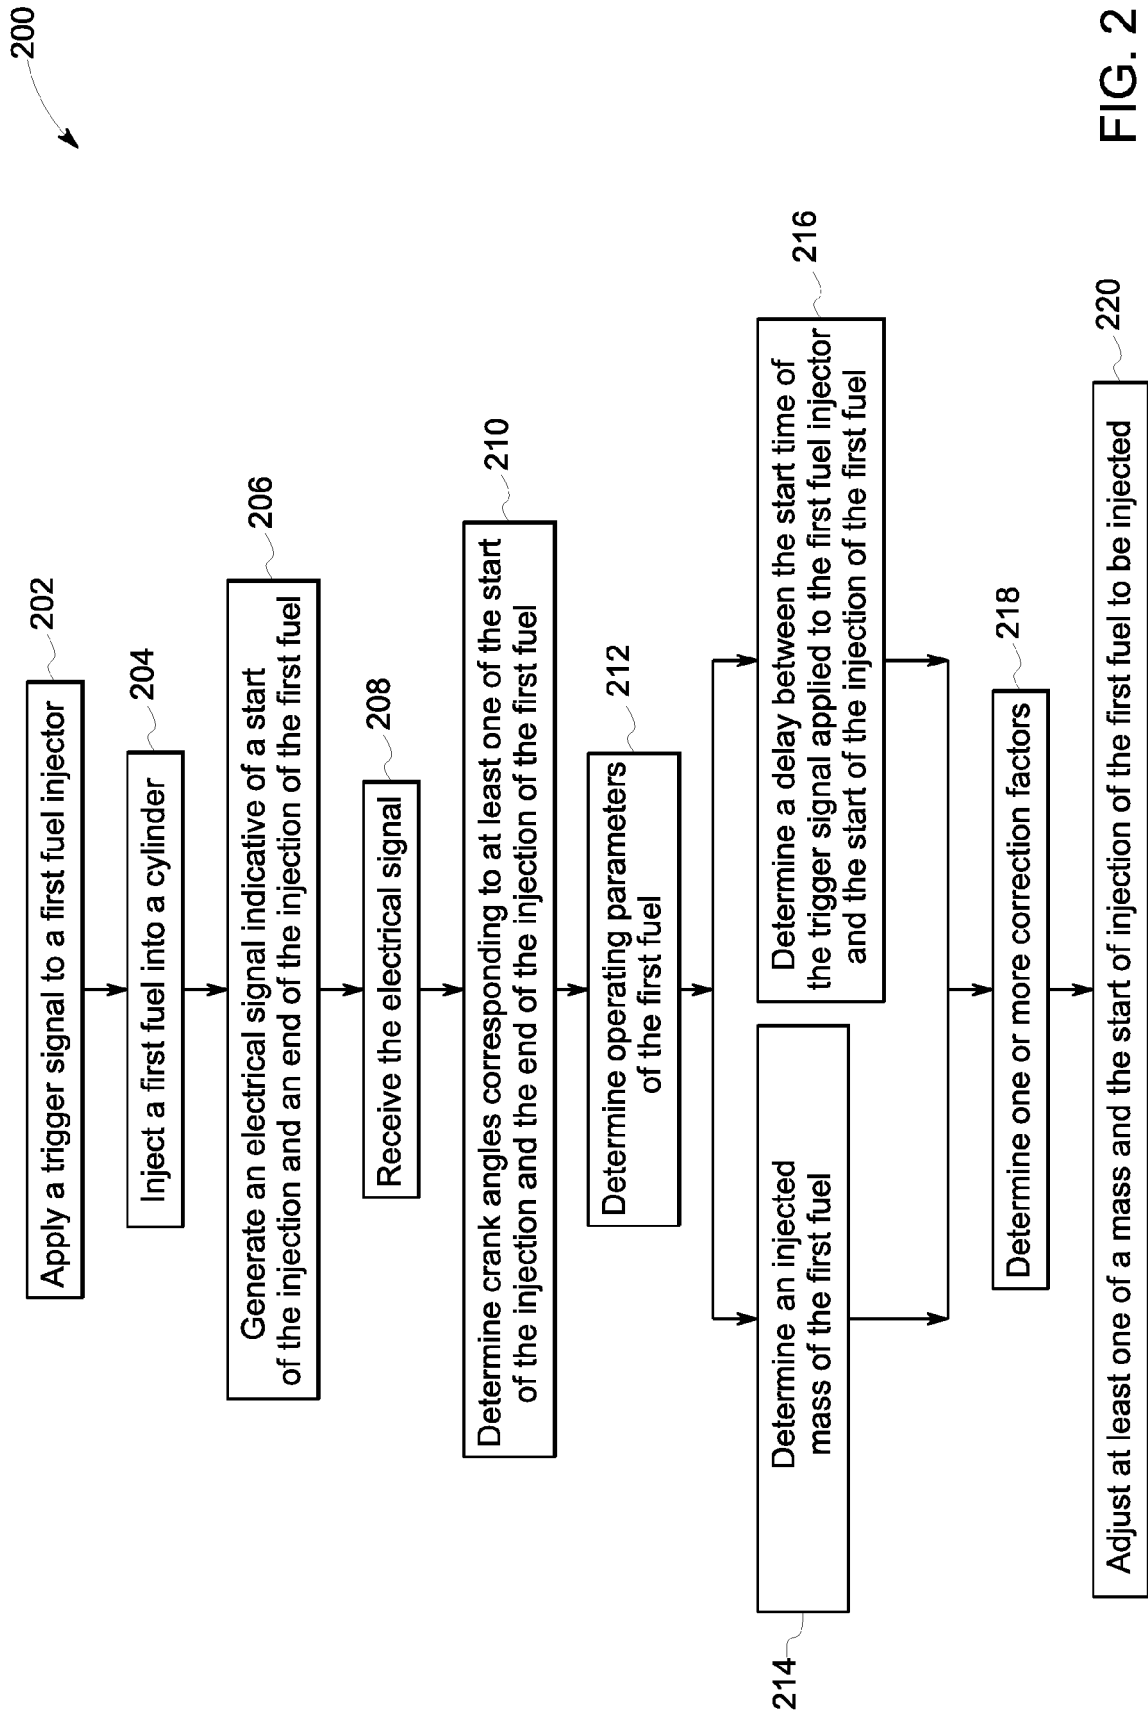 200
Apply a trigger signal to a first fuel injector
202
Inject a first fuel into a cylinder
204
Generate an electrical signal indicative of a start
of the injection and an end of the injection of the first fuel
206
Receive the electrical signal
208
Determine crank angles corresponding to at least one of the start
of the injection and the end of the injection of the first fuel
210
Determine operating parameters
of the first fuel
212
214
Determine an injected
mass of the first fuel
Determine a delay between the start time of
the trigger signal applied to the first fuel injector
and the start of the injection of the first fuel
216
Determine one or more correction factors
218
Adjust at least one of a mass and the start of injection of the first fuel to be injected
220
FIG. 2